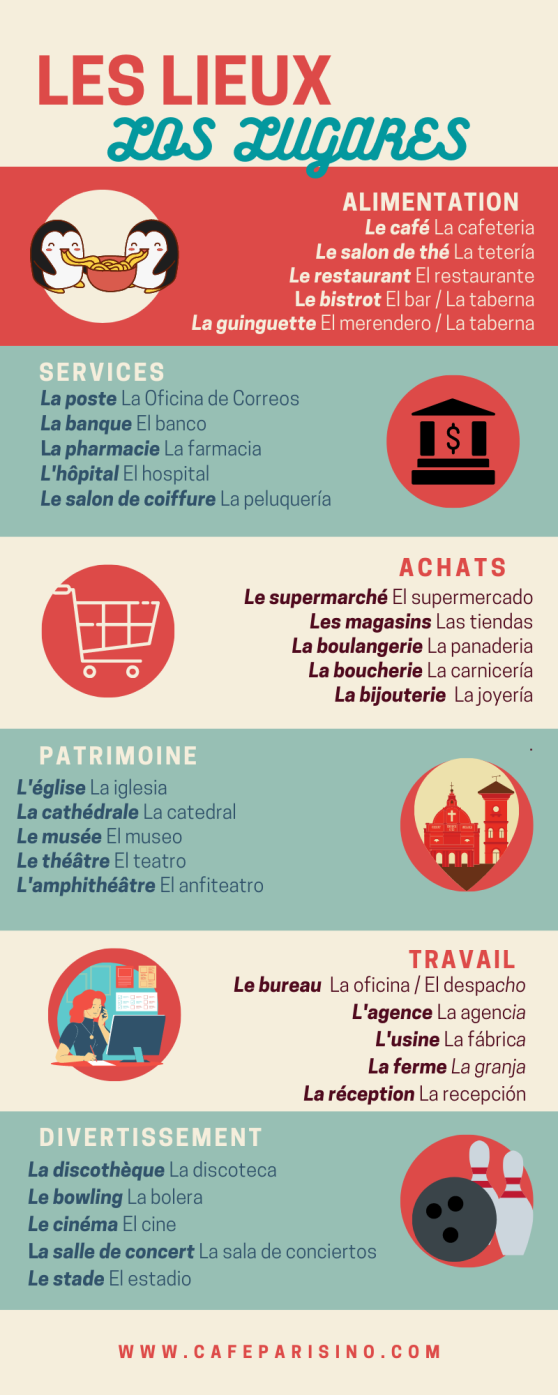 LES LIEUX
LOS LUGARES
ALIMENTATION
Le café La cafeteria
Le salon de thé La tetería
Le restaurant El restaurante
Le bistrot El bar / La taberna
La guinguette El merendero / La taberna
SERVICES
La poste La Oficina de Correos
La banque El banco
La pharmacie La farmacia
L'hôpital El hospital
Le salon de coiffure La peluquería
$
ACHATS
Le supermarché El supermercado
Les magasins Las tiendas
La boulangerie La panaderia
La boucherie La carnicería
La bijouterie La joyería
PATRIMOINE
L'église La iglesia
La cathédrale La catedral
Le musée El museo
Le théâtre El teatro
L'amphithéâtre El anfiteatro
TRAVAIL
Le bureau La oficina / El despacho
L'agence La agencia
L'usine La fábrica
La ferme La granja
La réception La recepción
DIVERTISSEMENT
La discothèque La discoteca
Le bowling La bolera
Le cinéma El cine
La salle de concert La sala de conciertos
Le stade El estadio
WWW.CAFEPARISINO.COM